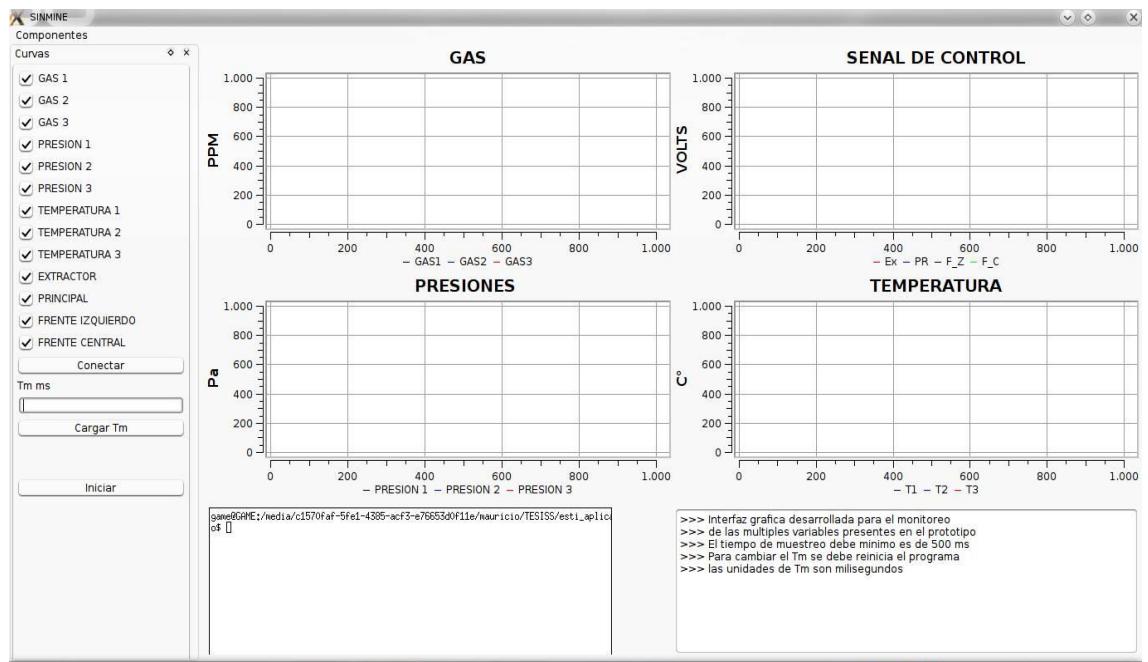 SINMINE
Componentes
Curvas
GAS 1
GAS 2
GAS 3
PRESION 1
PRESION 2
PRESION 3
TEMPERATURA 1
TEMPERATURA 2
TEMPERATURA 3
EXTRACTOR
PRINCIPAL
FRENTE IZQUIERDO
FRENTE CENTRAL
Conectar
Tm ms
Cargar Tm
Iniciar
GAS
PPM
1.000
800
600
400
200
0
0 200 400 600 800 1.000
GAS1 GAS2 GAS3
SENAL DE CONTROL
VOLTS
1.000
800
600
400
200
0
0 200 400 600 800 1.000
Ex PR F_Z F_C
PRESIONES
Pa
1.000
800
600
400
200
0
0 200 400 600 800 1.000
PRESION 1 PRESION 2 PRESION 3
TEMPERATURA
C°
1.000
800
600
400
200
0
0 200 400 600 800 1.000
T1 T2 T3
game@GAME:/media/c1570faf-5fe1-4385-acf3-e76653d0f11e/mauricio/TESISS/esti_aplic
o$
>>> Interfaz grafica desarrollada para el monitoreo
>>> de las multiples variables presentes en el prototipo
>>> El tiempo de muestreo debe minimo es de 500 ms
>>> Para cambiar el Tm se debe reinicia el programa
>>> las unidades de Tm son milisegundos